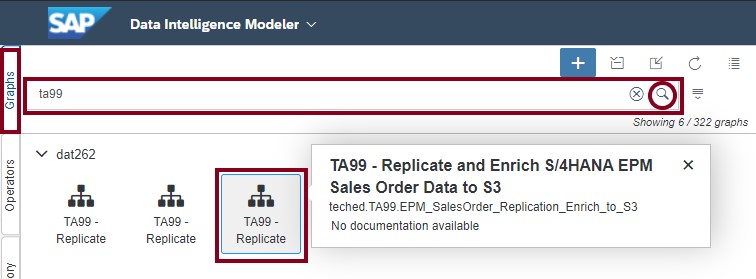 SAP Data Intelligence Modeler
Graphs
ta99
Showing 6 / 322 graphs
Operators
dat262
TA99 - Replicate and Enrich S/4HANA EPM
Sales Order Data to S3
teched.TA99.EPM_SalesOrder_Replication_Enrich_to_S3
No documentation available
TA99 -
Replicate
TA99 -
Replicate
TA99 -
Replicate